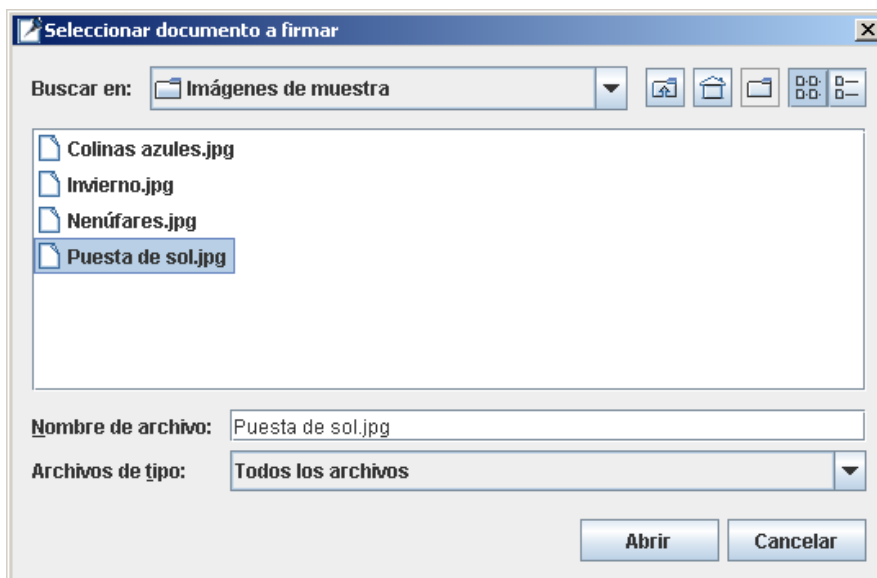 Seleccionar documento a firmar
Buscar en: Imágenes de muestra
Colinas azules.jpg
Invierno.jpg
Nenúfares.jpg
Puesta de sol.jpg
Nombre de archivo: Puesta de sol.jpg
Archivos de tipo: Todos los archivos
Abrir Cancelar